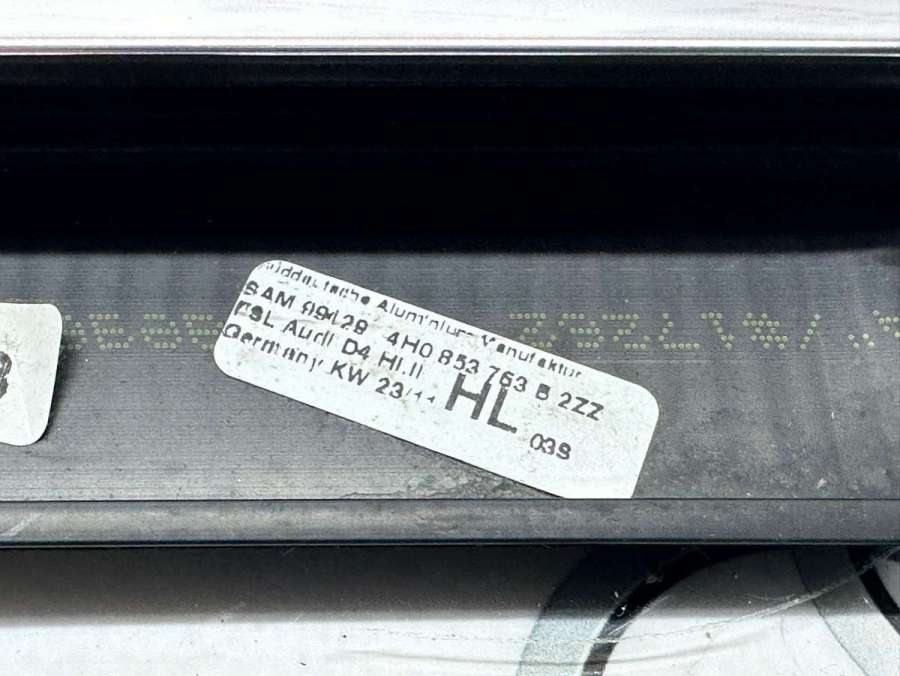 Süddeutsche Aluminium Manufaktur
SAM 99129 4H0 853 763 B 2ZZ
FSL Audi D4 HI.II
Germany KW 23/11
HL
03S